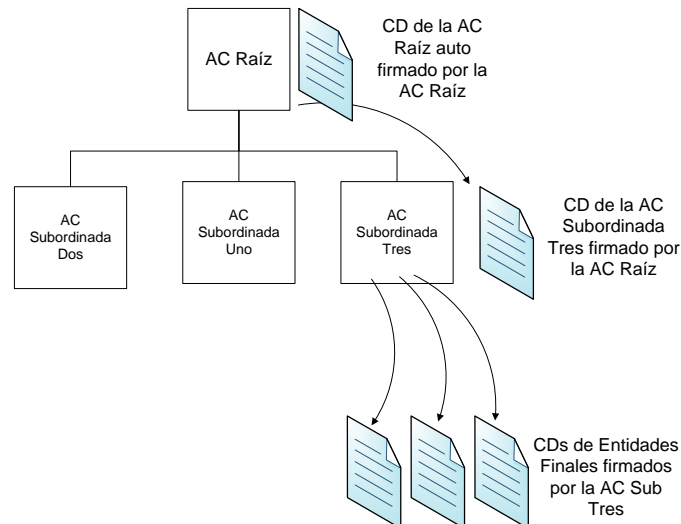 AC Raíz
CD de la AC
Raíz auto
firmado por la
AC Raíz
AC
Subordinada
Dos
AC
Subordinada
Uno
AC
Subordinada
Tres
CD de la AC
Subordinada
Tres firmado por
la AC Raíz
CDs de Entidades
Finales firmados
por la AC Sub
Tres